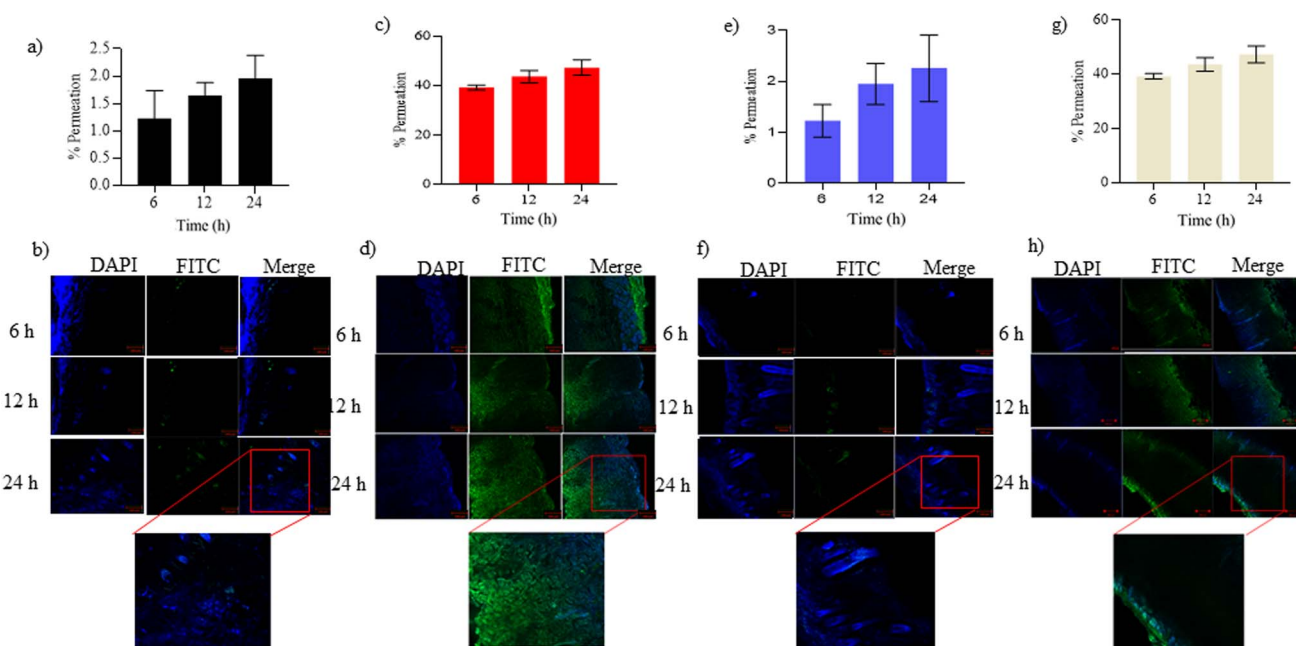 a)
% Permeation
2.5
2.0
1.5
1.0
0.5
0.0
6 12 24
Time (h)
c)
% Permeation
60
40
20
0
6 12 24
Time (h)
e)
% Permeation
3
2
1
0
6 12 24
Time (h)
g)
% Permeation
60
40
20
0
6 12 24
Time (h)
b)
DAPI FITC Merge
6 h
12 h
24 h
d)
DAPI FITC Merge
6 h
12 h
24 h
f)
DAPI FITC Merge
6 h
12 h
24 h
h)
DAPI FITC Merge
6 h
12 h
24 h